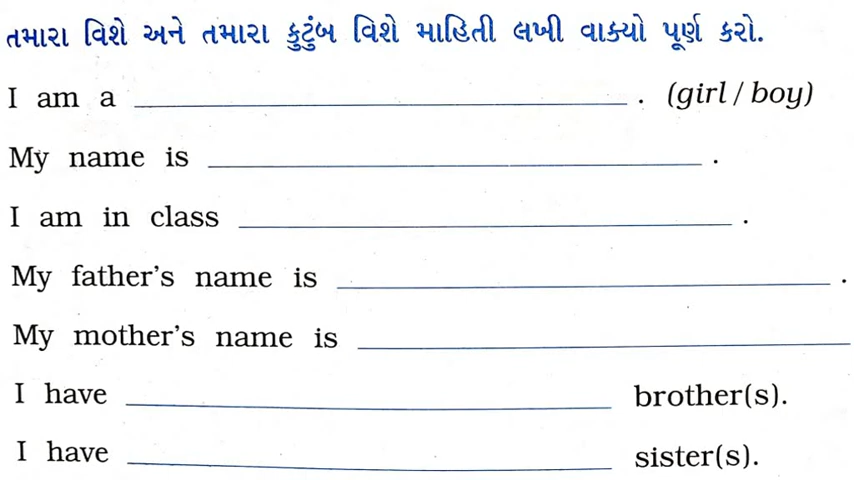 તમારા વિશે અને તમારા કુટુંબ વિશે માહિતી લખી વાક્યો પૂર્ણ કરો.
I am a ____________________ . (girl / boy)
My name is ____________________ .
I am in class ____________________ .
My father's name is ____________________ .
My mother's name is ____________________
I have ____________________ brother(s).
I have ____________________ sister(s).